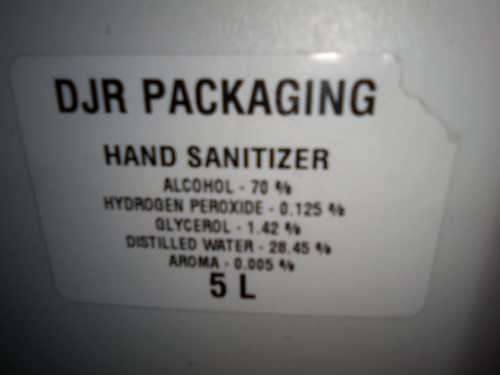 DJR PACKAGING
HAND SANITIZER
ALCOHOL - 70 %
HYDROGEN PEROXIDE - 0.125 %
GLYCEROL - 1.42 %
DISTILLED WATER - 28.45 %
AROMA - 0.005 %
5 L